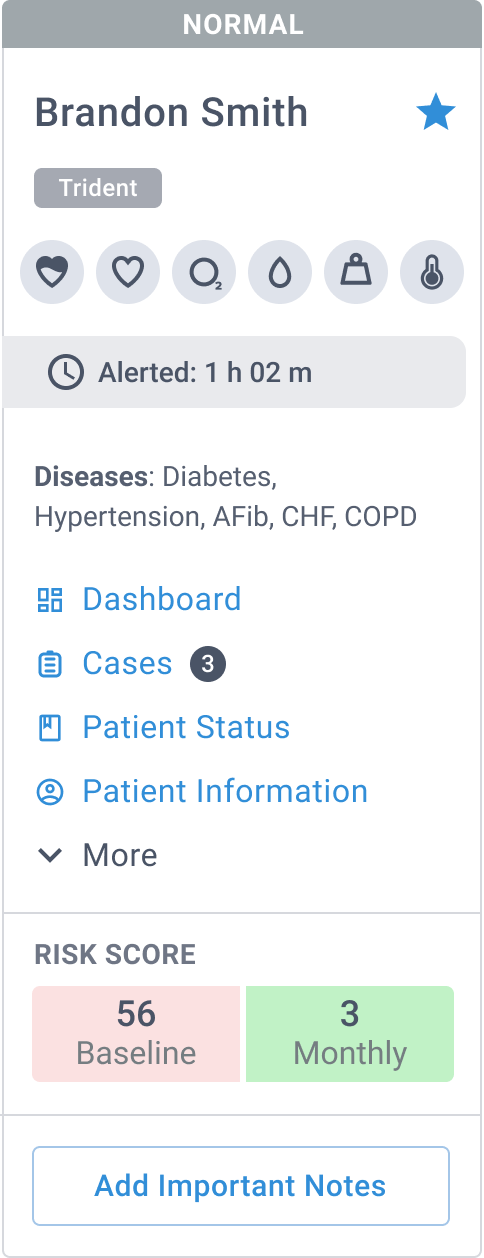 NORMAL
Brandon Smith
Trident
O2
Alerted: 1 h 02 m
Diseases: Diabetes,
Hypertension, AFib, CHF, COPD
Dashboard
Cases 3
Patient Status
Patient Information
More
RISK SCORE
56 3
Baseline Monthly
Add Important Notes